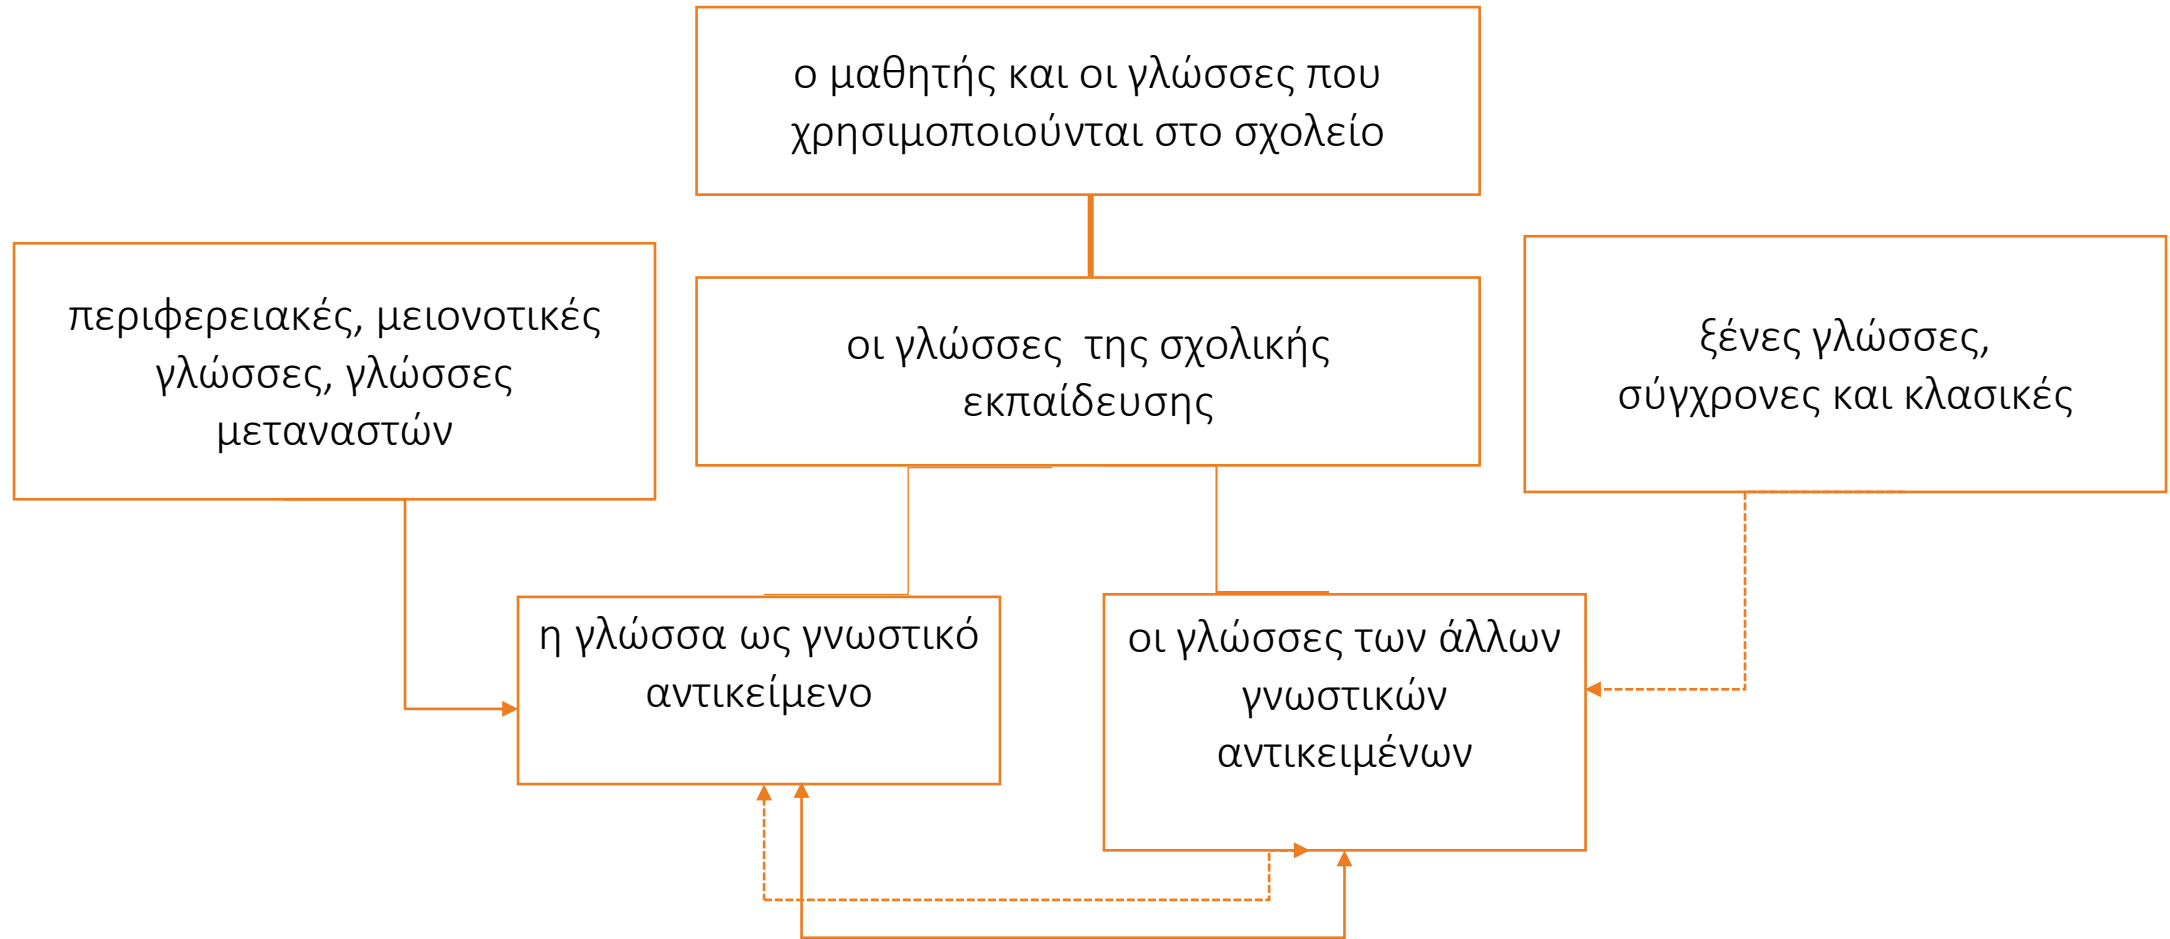 ο μαθητής και οι γλώσσες που
χρησιμοποιούνται στο σχολείο
περιφερειακές, μειονοτικές
γλώσσες, γλώσσες
μεταναστών
οι γλώσσες της σχολικής
εκπαίδευσης
ξένες γλώσσες,
σύγχρονες και κλασικές
η γλώσσα ως γνωστικό
αντικείμενο
οι γλώσσες των άλλων
γνωστικών
αντικειμένων